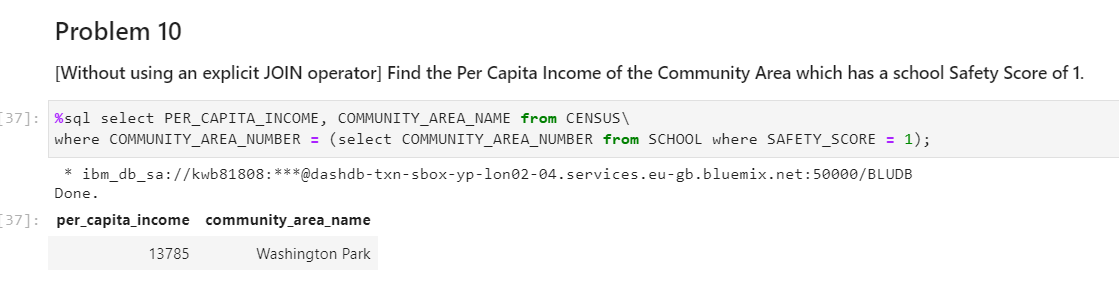 Problem 10
[Without using an explicit JOIN operator] Find the Per Capita Income of the Community Area which has a school Safety Score of 1.
[37]: %sql select PER_CAPITA_INCOME, COMMUNITY_AREA_NAME from CENSUS\
where COMMUNITY_AREA_NUMBER = (select COMMUNITY_AREA_NUMBER from SCHOOL where SAFETY_SCORE = 1);
* ibm_db_sa://kwb81808:***@dashdb-txn-sbox-yp-lon02-04.services.eu-gb.bluemix.net:50000/BLUDB
Done.
[37]: per_capita_income community_area_name
13785 Washington Park